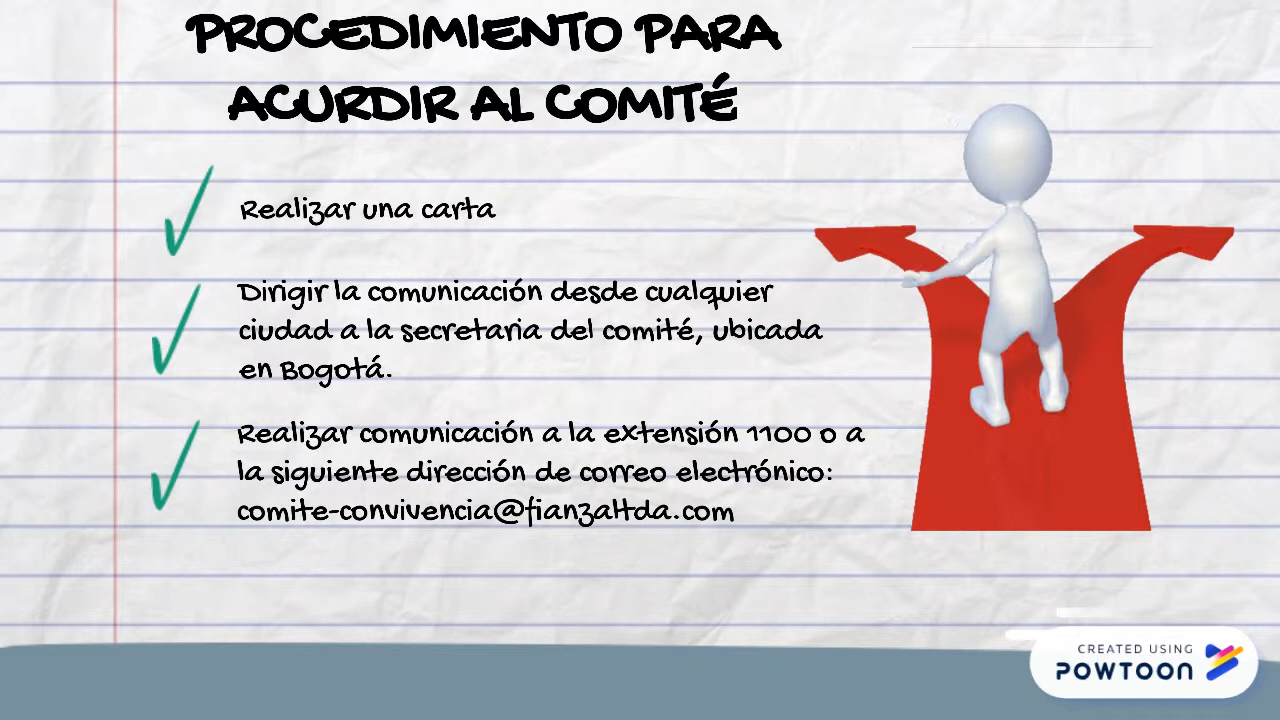 PROCEDIMIENTO PARA
ACURDIR AL COMITÉ
Realizar una carta
Dirigir la comunicación desde cualquier
ciudad a la secretaria del comité, ubicada
en Bogotá.
Realizar comunicación a la extensión 1100 o a
la siguiente dirección de correo electrónico:
comite-convivencia@fianzaltda.com
CREATED USING
POWTOON